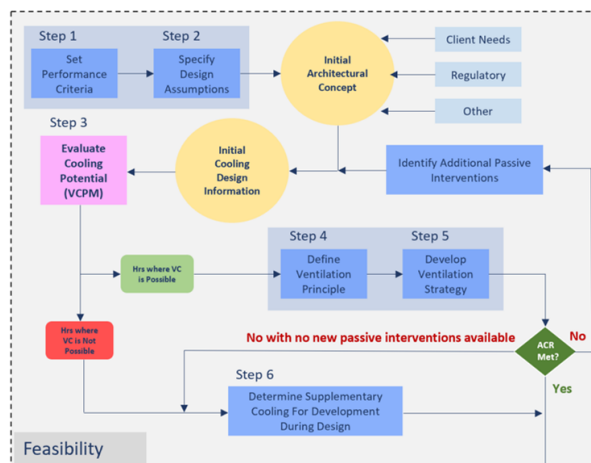 Step 1
Step 2
Set
Performance
Criteria
Specify
Design
Assumptions
Initial
Architectural
Concept
Client Needs
Regulatory
Other
Step 3
Evaluate
Cooling
Potential
(VCPM)
Initial
Cooling
Design
Information
Identify Additional Passive
Interventions
Step 4
Step 5
Hrs where VC
is Possible
Define
Ventilation
Principle
Develop
Ventilation
Strategy
Hrs where
VC is Not
Possible
No with no new passive interventions available
ACR
Met?
No
Yes
Step 6
Determine Supplementary
Cooling For Development
During Design
Feasibility